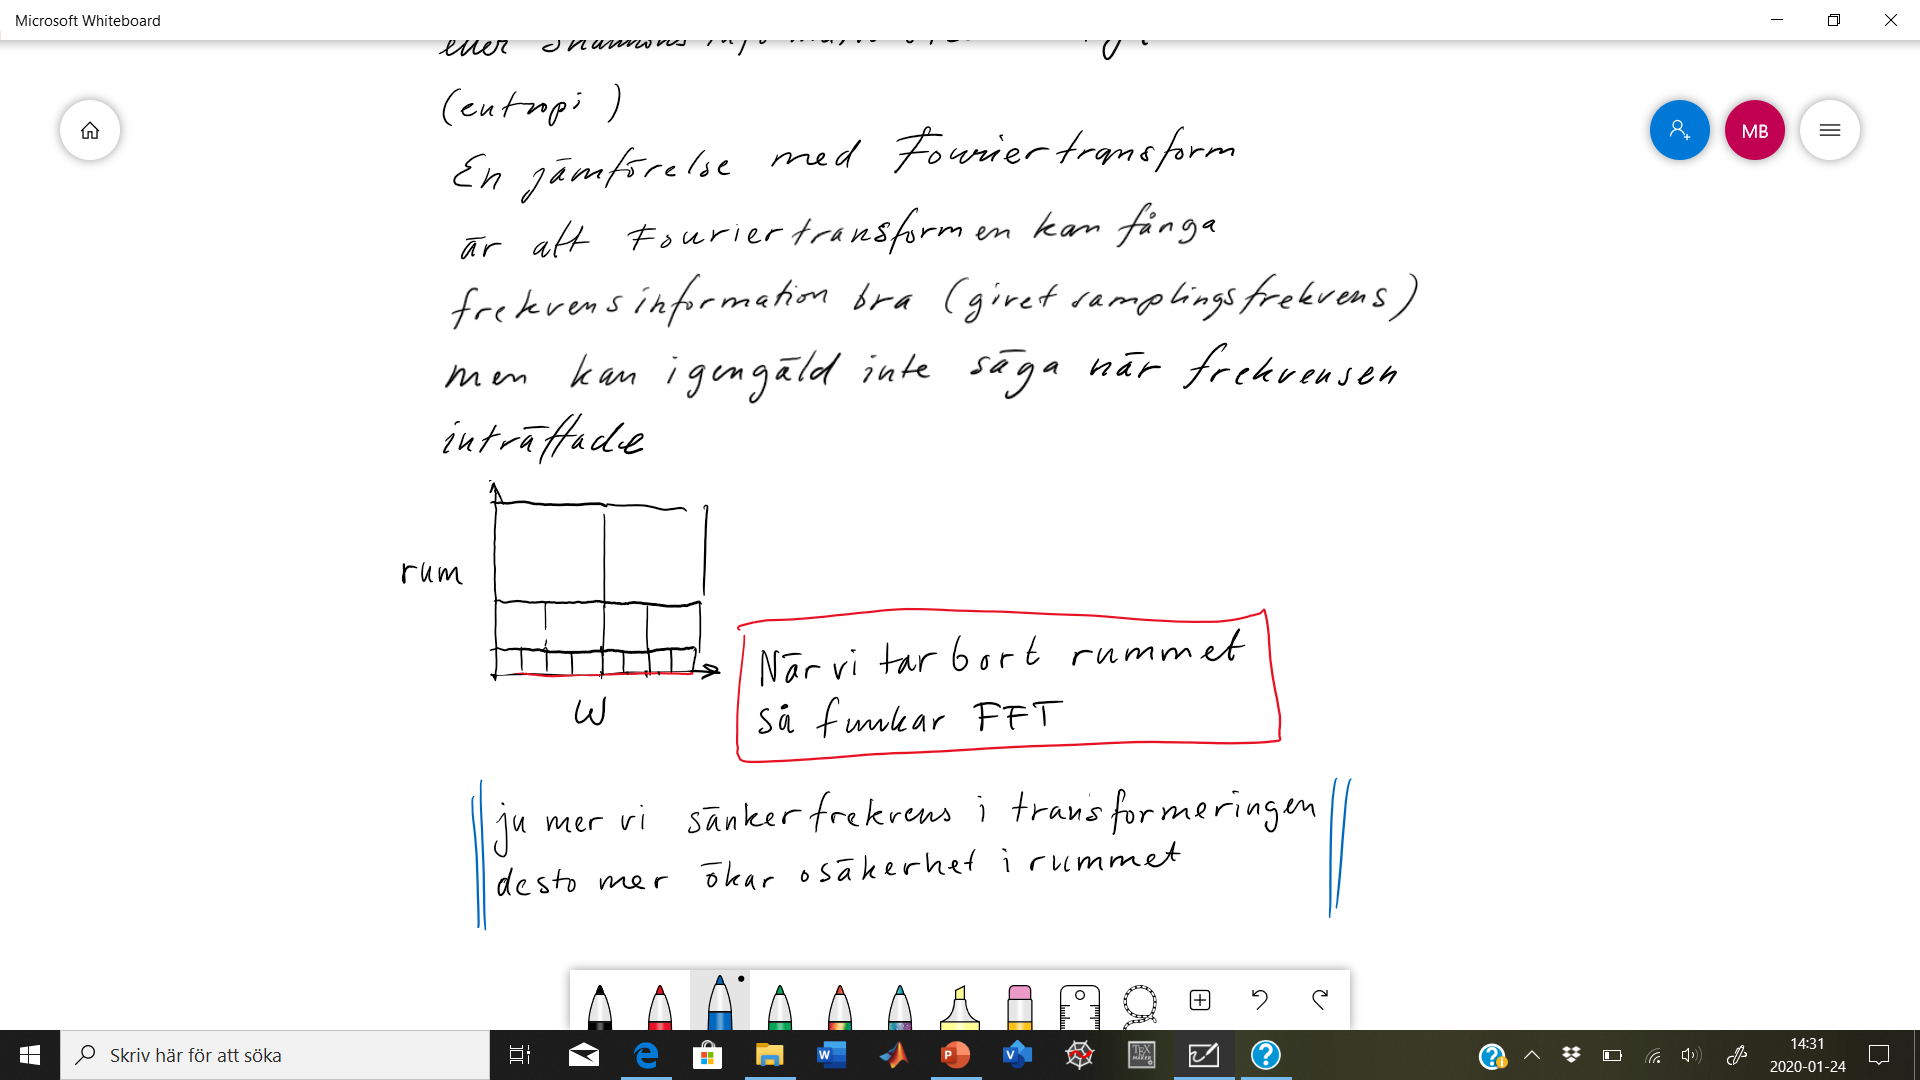 Microsoft Whiteboard
eller Shannons
(entropi)
MB
En jämförelse med Fouriertransform
är att Fouriertransformen kan fånga
frekvensinformation bra (givet samplingsfrekvens)
men kan igengäld inte säga när frekvensen
inträffade
rum
W
När vi tar bort rummet
så funkar FFT
ju mer vi sänker frekvens i transformeringen
desto mer ökar osäkerhet i rummet
Skriv här för att söka
14:31
2020-01-24